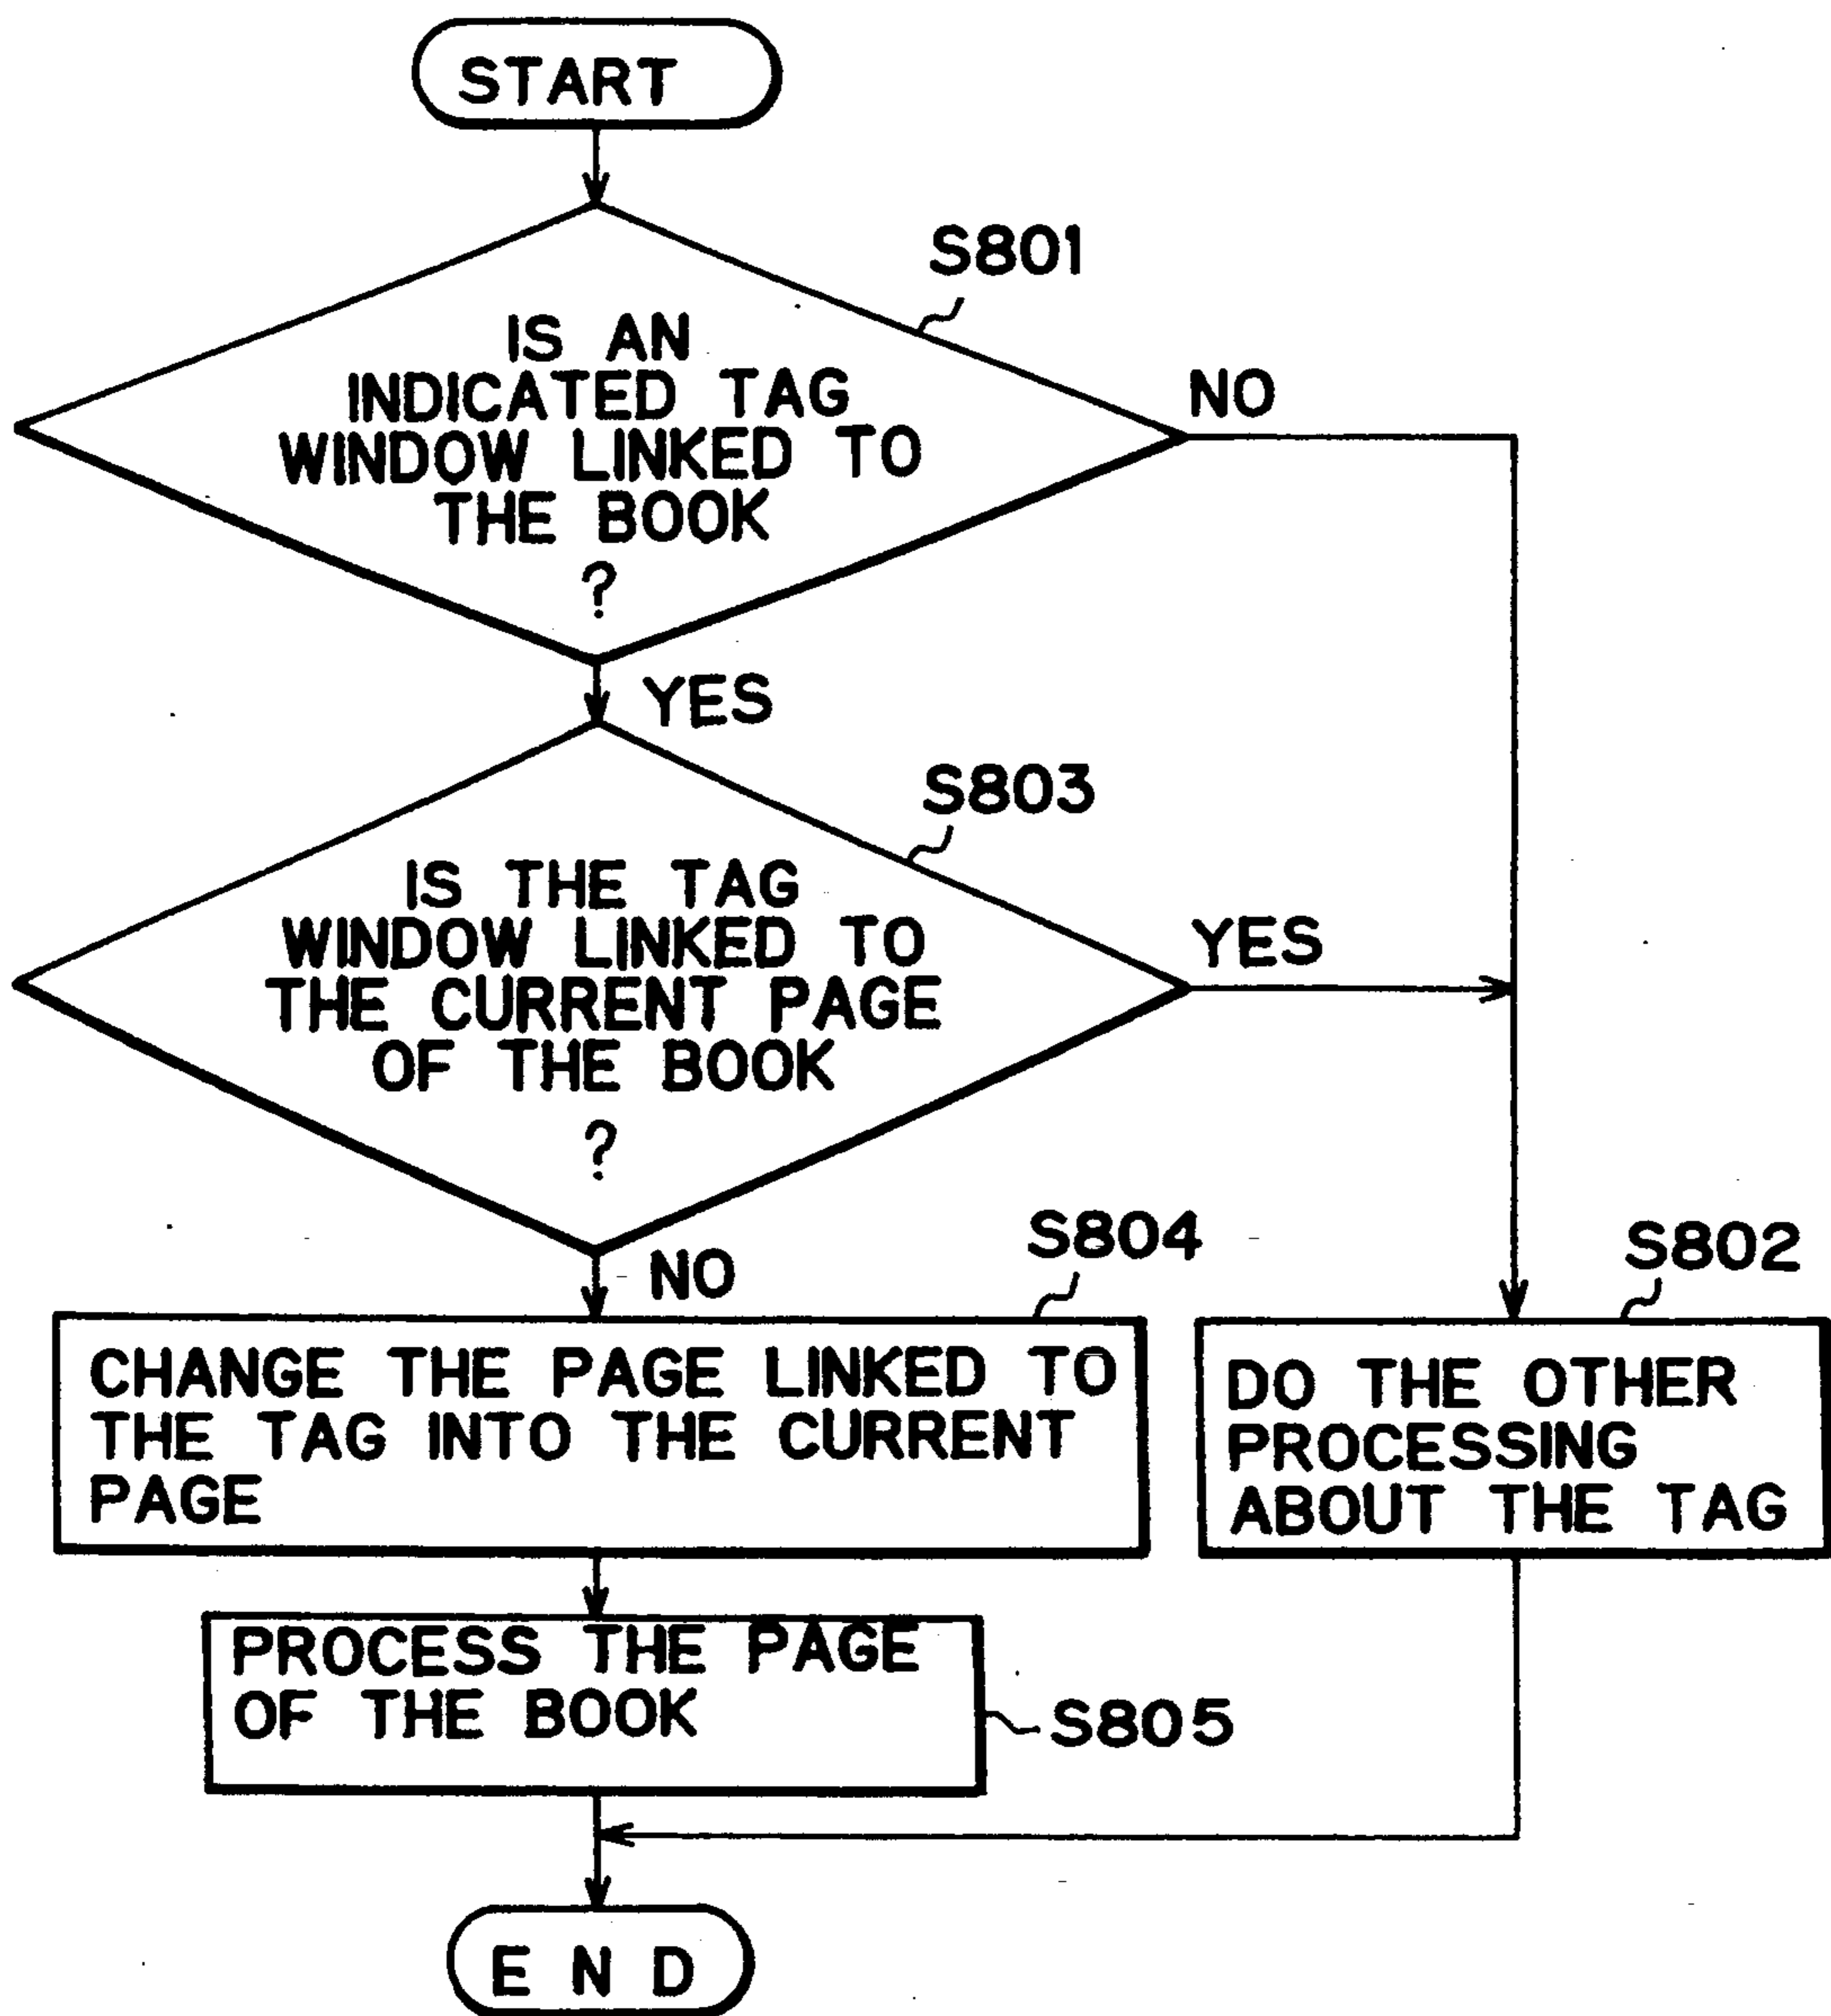 START
S801
IS AN
INDICATED TAG
WINDOW LINKED TO
THE BOOK
?
NO
YES
S803
IS THE TAG
WINDOW LINKED TO
THE CURRENT PAGE
OF THE BOOK
?
YES
NO
S804
CHANGE THE PAGE LINKED TO
THE TAG INTO THE CURRENT
PAGE
S802
DO THE OTHER
PROCESSING
ABOUT THE TAG
PROCESS THE PAGE
OF THE BOOK
S805
END